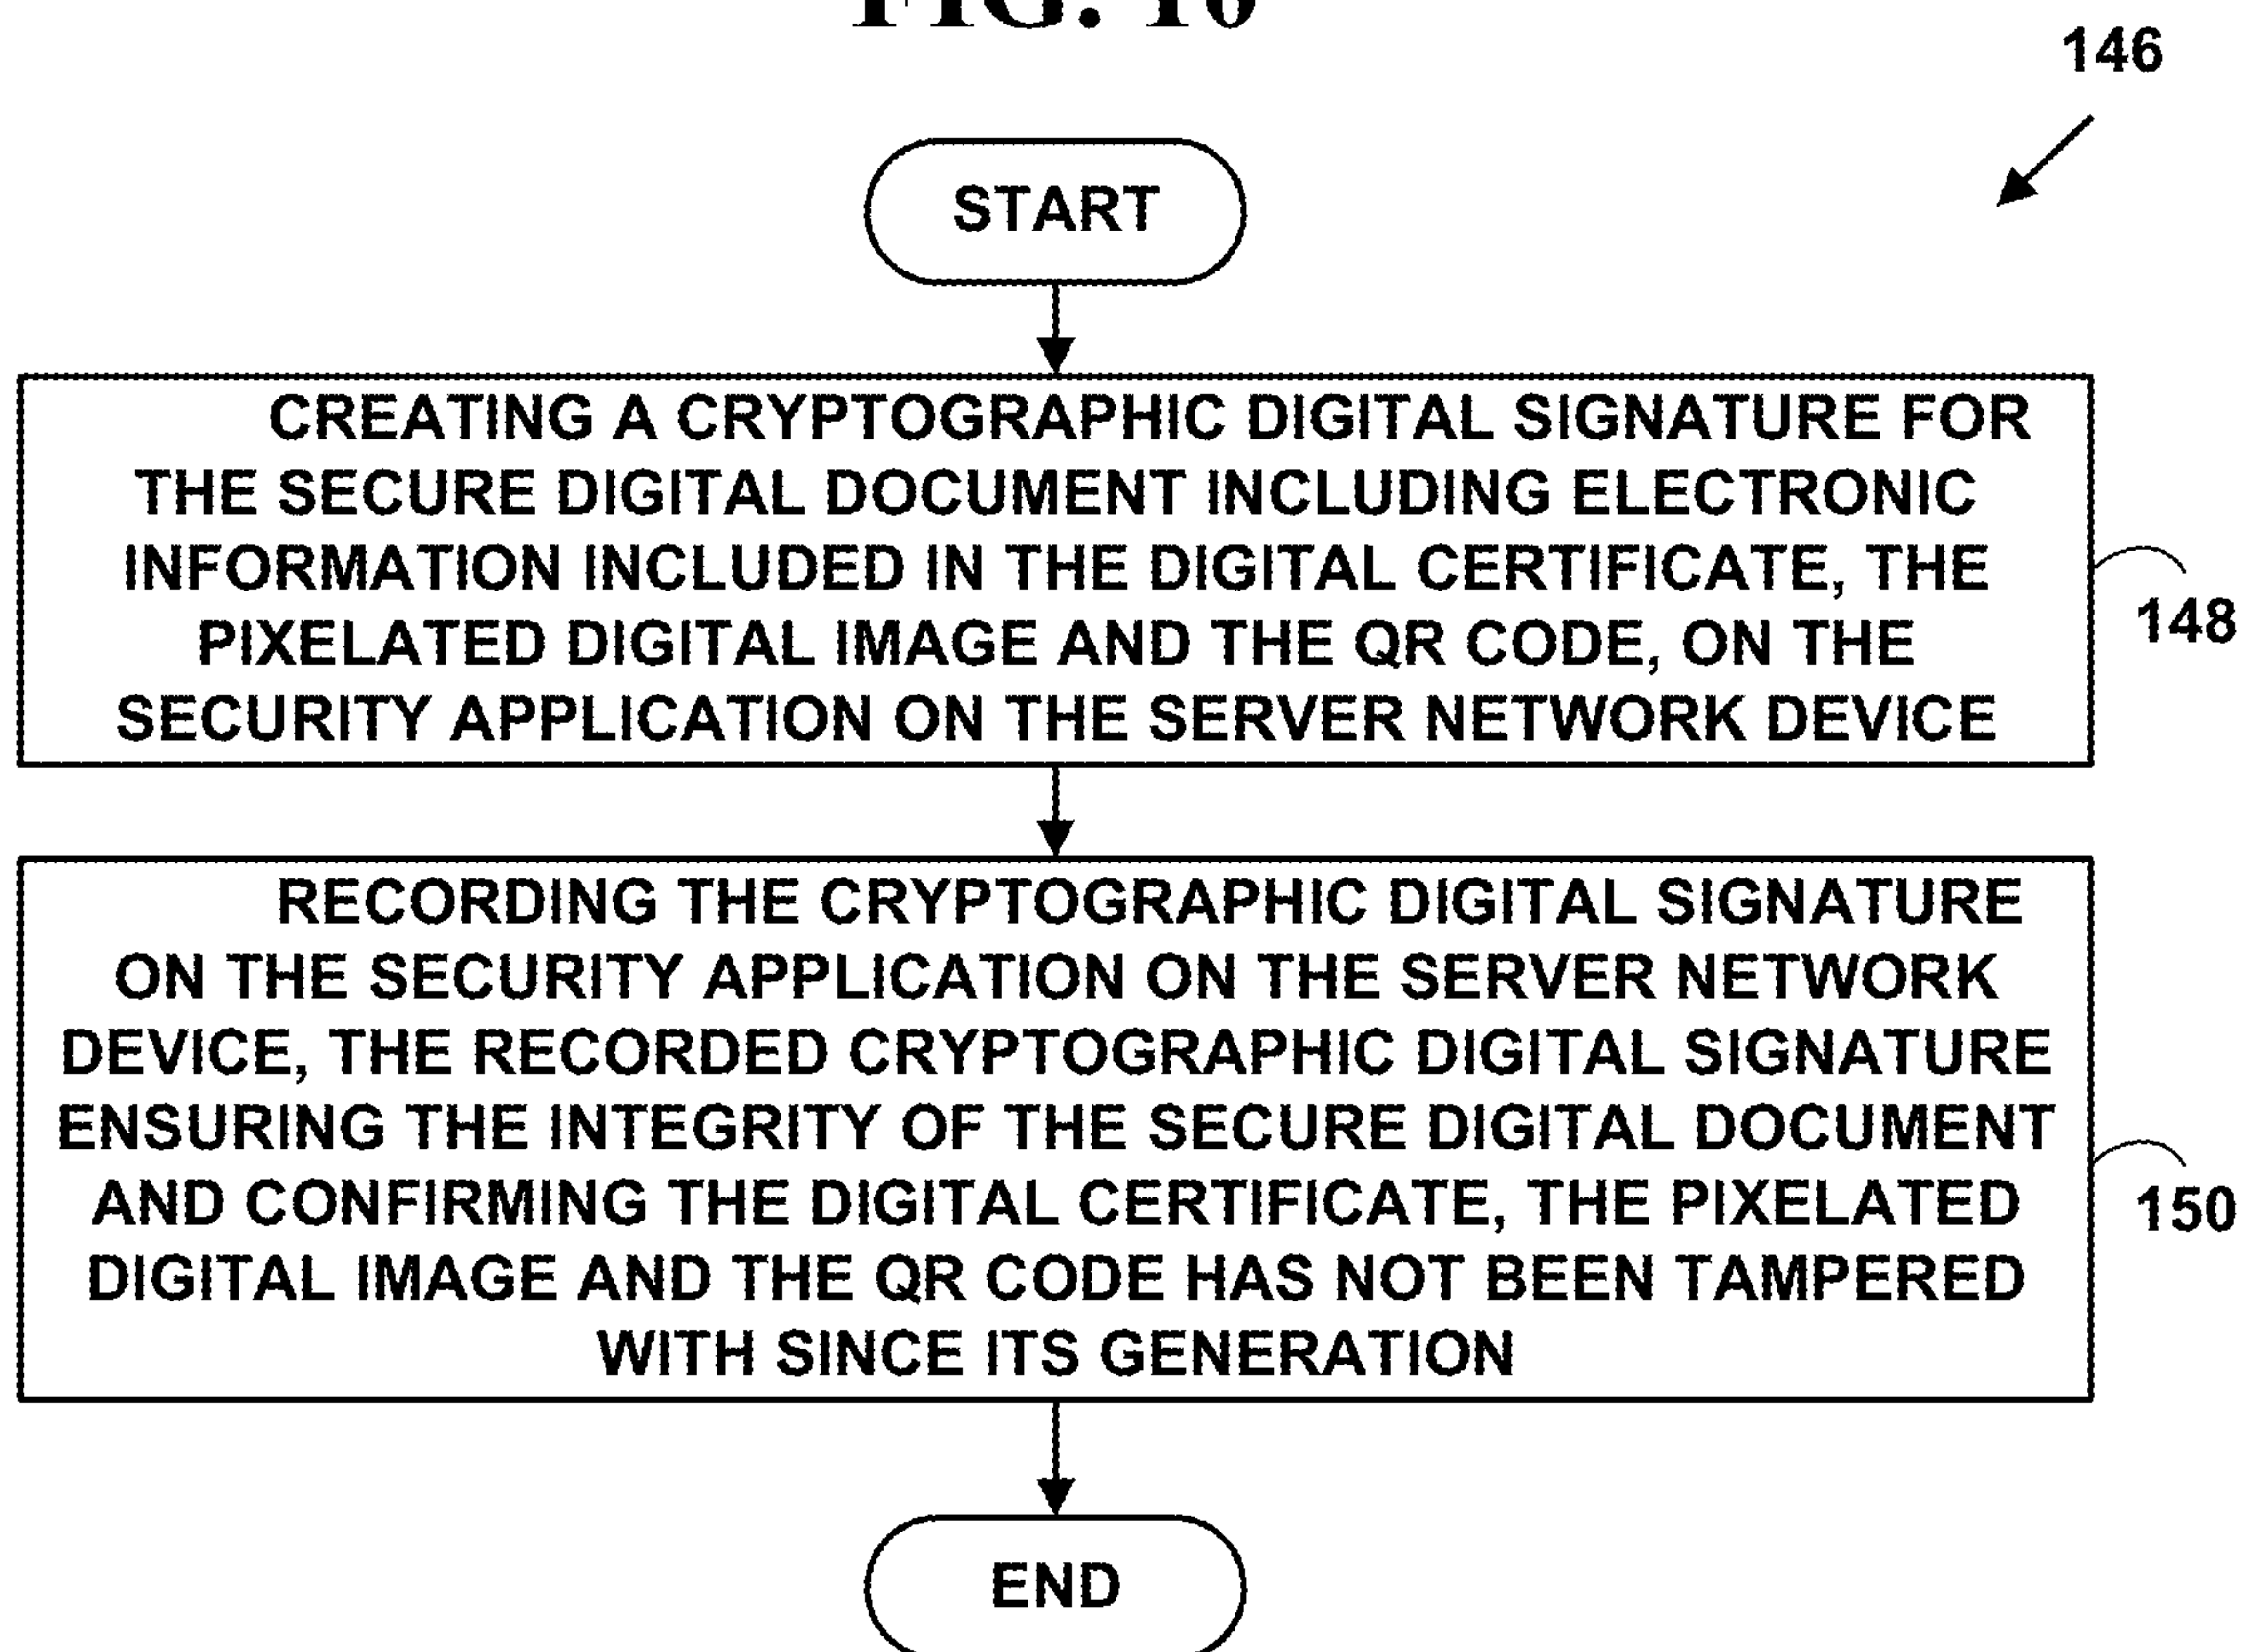 FIG.
146
START
CREATING A CRYPTOGRAPHIC DIGITAL SIGNATURE FOR
THE SECURE DIGITAL DOCUMENT INCLUDING ELECTRONIC
INFORMATION INCLUDED IN THE DIGITAL CERTIFICATE, THE
PIXELATED DIGITAL IMAGE AND THE QR CODE, ON THE
SECURITY APPLICATION ON THE SERVER NETWORK DEVICE
148
RECORDING THE CRYPTOGRAPHIC DIGITAL SIGNATURE
ON THE SECURITY APPLICATION ON THE SERVER NETWORK
DEVICE, THE RECORDED CRYPTOGRAPHIC DIGITAL SIGNATURE
ENSURING THE INTEGRITY OF THE SECURE DIGITAL DOCUMENT
AND CONFIRMING THE DIGITAL CERTIFICATE, THE PIXELATED
DIGITAL IMAGE AND THE QR CODE HAS NOT BEEN TAMPERED
WITH SINCE ITS GENERATION
150
END